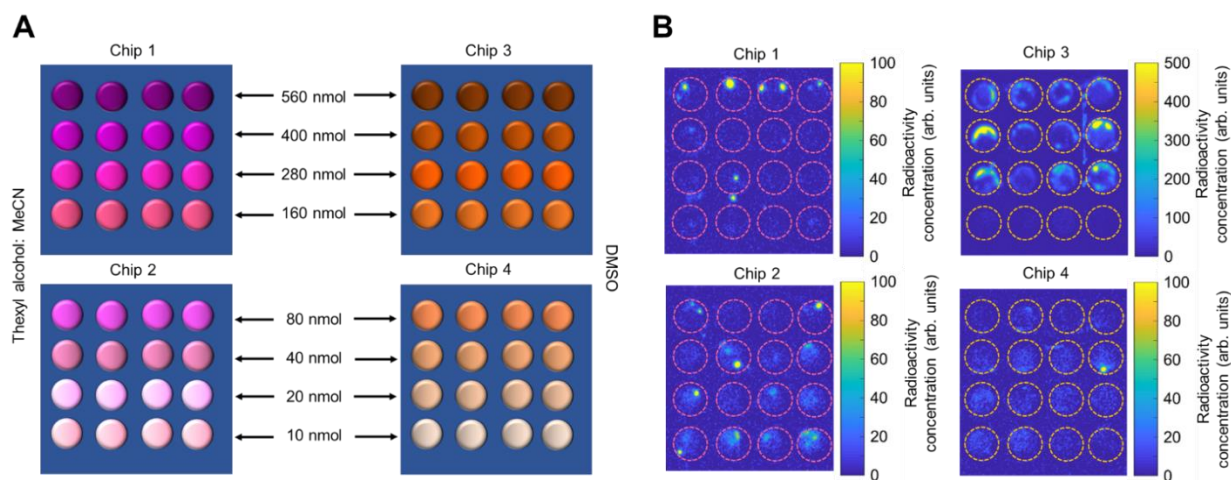 A
Chip 1
Chip 3
560 nmol
400 nmol
280 nmol
160 nmol
Thexyl alcohol: MeCN
DMSO
Chip 2
Chip 4
80 nmol
40 nmol
20 nmol
10 nmol
B
Chip 1
100
80
60
40
20
0
Radioactivity
concentration (arb. units)
Chip 3
500
400
300
200
100
0
Radioactivity
concentration (arb. units)
Chip 2
100
80
60
40
20
0
Radioactivity
concentration (arb. units)
Chip 4
100
80
60
40
20
0
Radioactivity
concentration (arb. units)